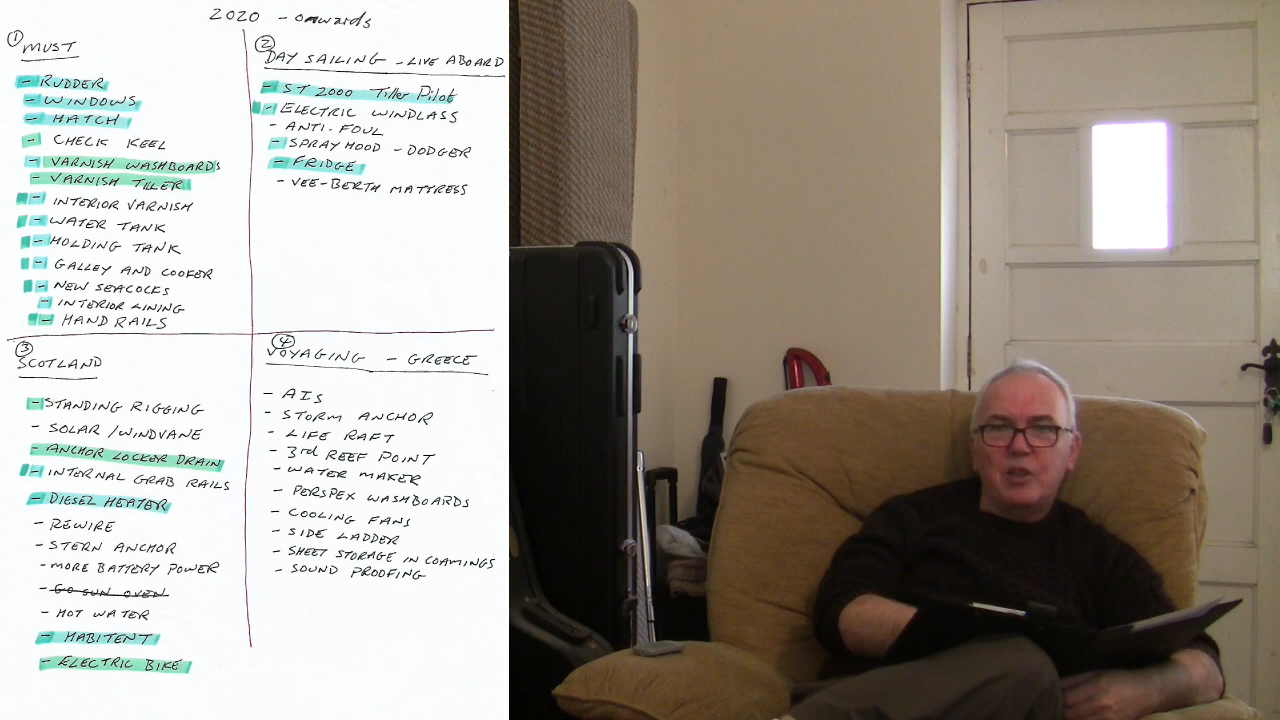 2020 - onwards
① MUST
- RUDDER
- WINDOWS
- HATCH
- CHECK KEEL
- VARNISH WASHBOARDS
- VARNISH TILLER
- INTERIOR VARNISH
- WATER TANK
- HOLDING TANK
- GALLEY AND COOKER
- NEW SEACOCKS
- INTERIOR LINING
- HAND RAILS
② DAY SAILING - LIVE ABOARD
- ST 2000 Tiller Pilot
- ELECTRIC WINDLASS
- ANTI-FOUL
- SPRAYHOOD - DODGER
- FRIDGE
- VEE-BERTH MATTRESS
③ SCOTLAND
- STANDING RIGGING
- SOLAR / WINDVANE
- ANCHOR LOCKER DRAIN
- INTERNAL GRAB RAILS
- DIESEL HEATER
- REWIRE
- STERN ANCHOR
- MORE BATTERY POWER
- GO SUN OVEN
- HOT WATER
- HABITENT
- ELECTRIC BIKE
④ VOYAGING - GREECE
- AIS
- STORM ANCHOR
- LIFE RAFT
- 3rd REEF POINT
- WATER MAKER
- PERSPEX WASHBOARDS
- COOLING FANS
- SIDE LADDER
- SHEET STORAGE IN COAMINGS
- SOUND PROOFING